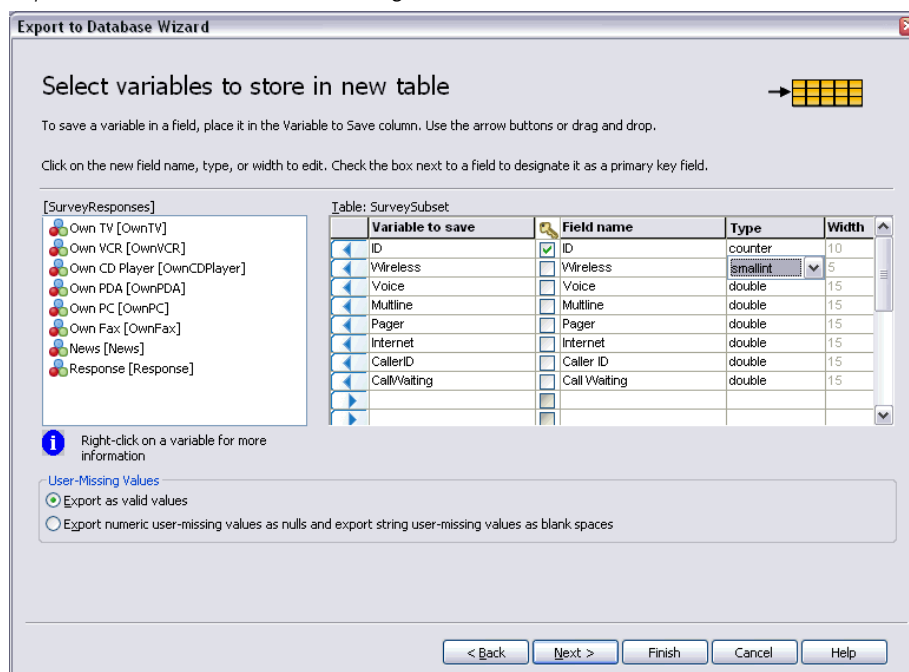 Export to Database Wizard
Select variables to store in new table
To save a variable in a field, place it in the Variable to Save column. Use the arrow buttons or drag and drop.
Click on the new field name, type, or width to edit. Check the box next to a field to designate it as a primary key field.
[SurveyResponses]
Own TV [OwnTV]
Own VCR [OwnVCR]
Own CD Player [OwnCDPlayer]
Own PDA [OwnPDA]
Own PC [OwnPC]
Own Fax [OwnFax]
News [News]
Response [Response]
Table: SurveySubset
Variable to save Field name Type Width
ID ID counter 10
Wireless Wireless smallint 5
Voice Voice double 15
Multline Multline double 15
Pager Pager double 15
Internet Internet double 15
CallerID Caller ID double 15
CallWaiting Call Waiting double 15
i Right-click on a variable for more
information
User-Missing Values
Export as valid values
Export numeric user-missing values as nulls and export string user-missing values as blank spaces
< Back Next > Finish Cancel Help